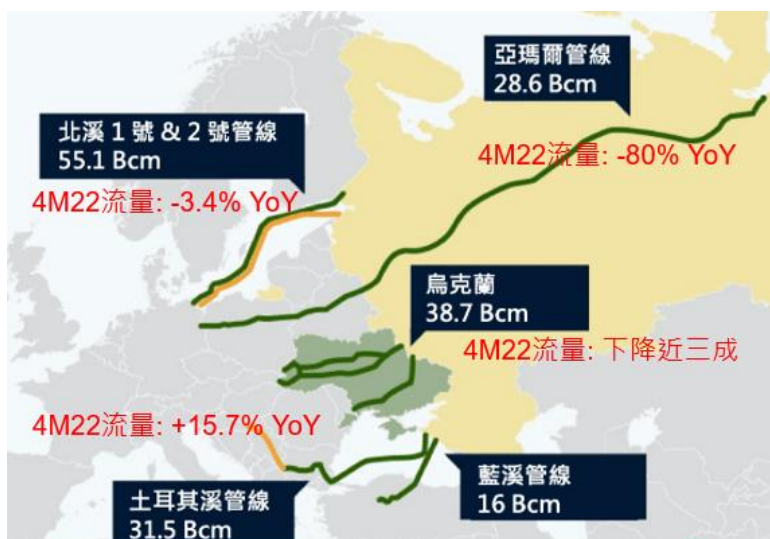 亞瑪爾管線
28.6 Bcm
4M22流量: -80% YoY
北溪 1 號 & 2 號管線
55.1 Bcm
4M22流量: -3.4% YoY
烏克蘭
38.7 Bcm
4M22流量: 下降近三成
4M22流量: +15.7% YoY
土耳其溪管線
31.5 Bcm
藍溪管線
16 Bcm